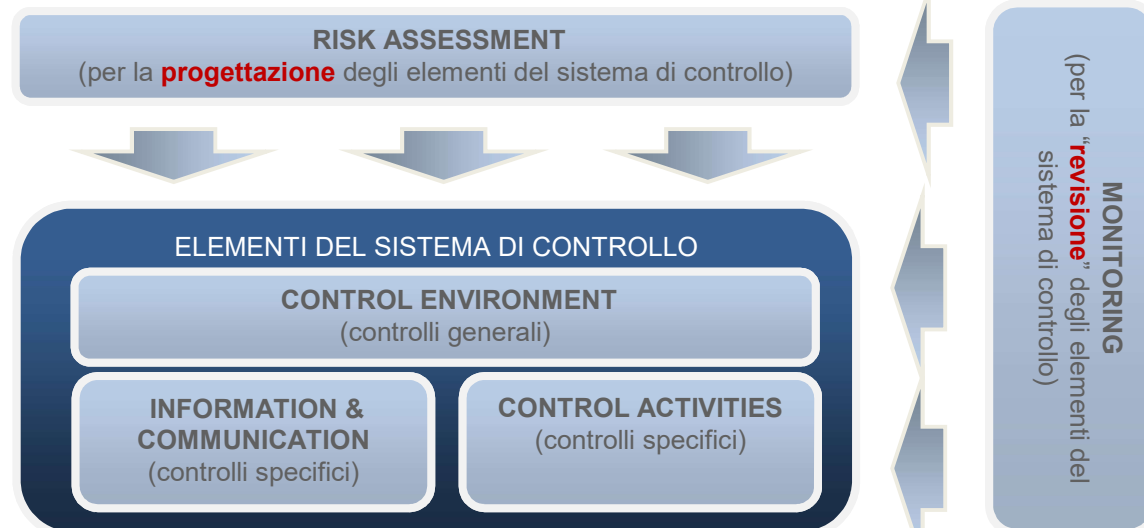 RISK ASSESSMENT
(per la progettazione degli elementi del sistema di controllo)
ELEMENTI DEL SISTEMA DI CONTROLLO
CONTROL ENVIRONMENT
(controlli generali)
INFORMATION &
COMMUNICATION
(controlli specifici)
CONTROL ACTIVITIES
(controlli specifici)
MONITORING
(per la “revisione” degli elementi del
sistema di controllo)